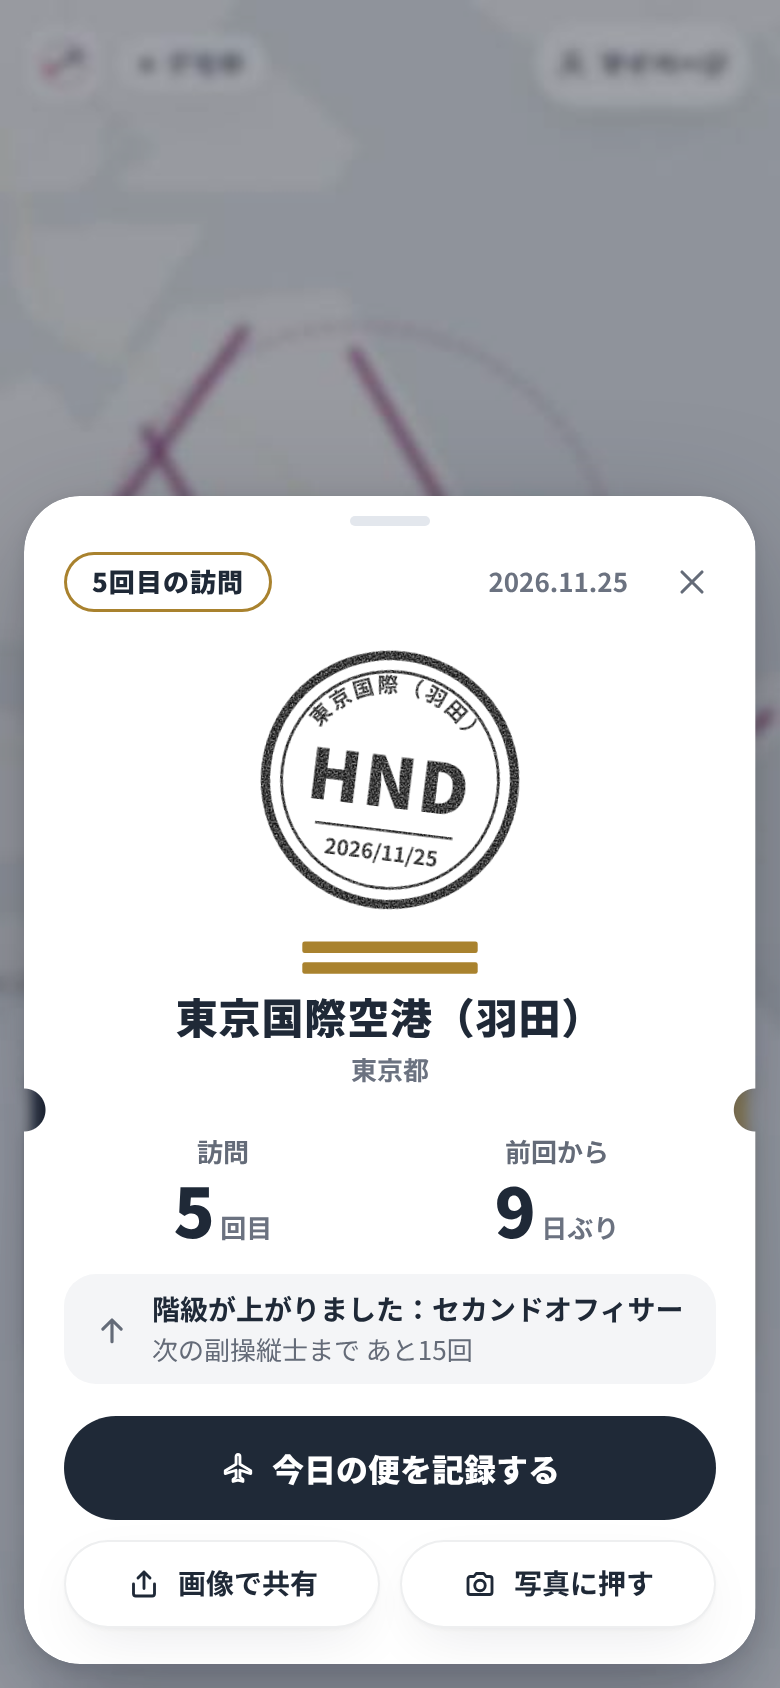 5回目の訪問
2026.11.25
東京国際（羽田）
HND
2026/11/25
東京国際空港（羽田）
東京都
訪問
5回目
前回から
9日ぶり
階級が上がりました：セカンドオフィサー
次の副操縦士まで あと15回
今日の便を記録する
画像で共有
写真に押す